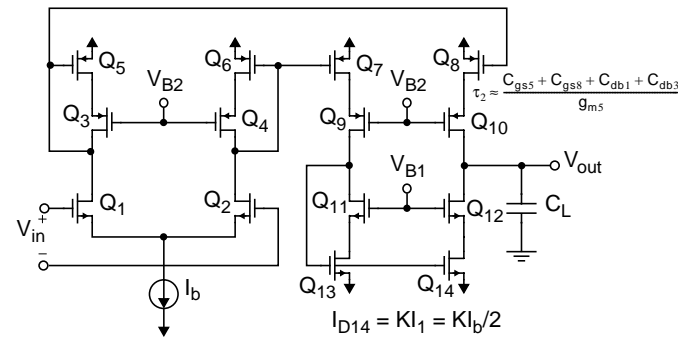 Q5
Q6
Q7
Q8
VB2
VB2
τ2 ≈ Cgs5 + Cgs8 + Cdb1 + Cdb3
gm5
Q3
Q4
Q9
Q10
VB1
Vout
Q1
Q2
Q11
Q12
CL
+
Vin
−
Ib
Q13
Q14
ID14 = KI1 = KIb/2